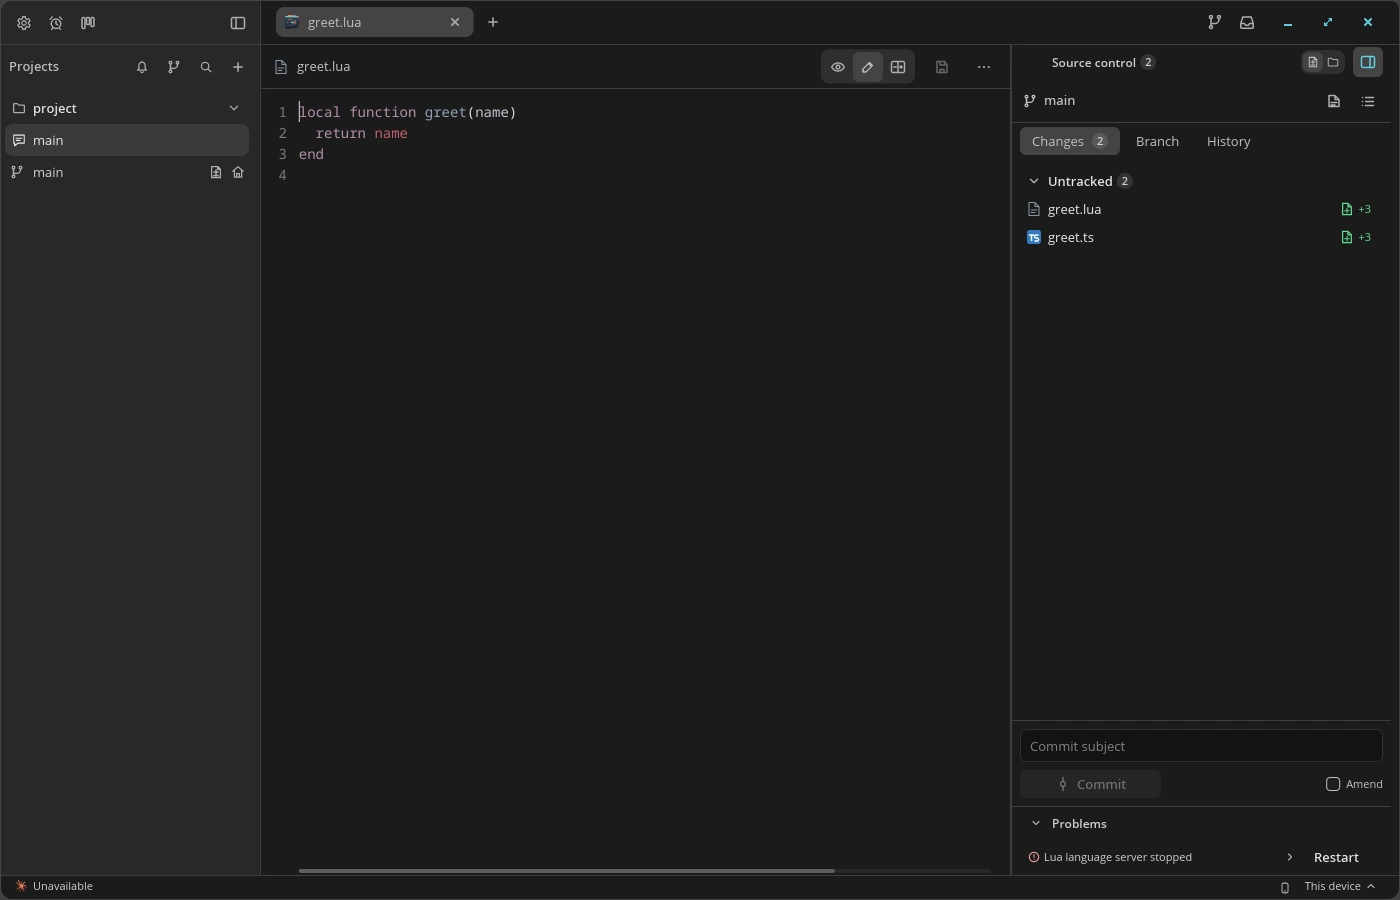 greet.lua
Projects
project
main
main
greet.lua
1 local function greet(name)
2 return name
3 end
4
Source control 2
main
Changes 2 Branch History
Untracked 2
greet.lua +3
TS greet.ts +3
Commit subject
Commit Amend
Problems
Lua language server stopped Restart
Unavailable This device